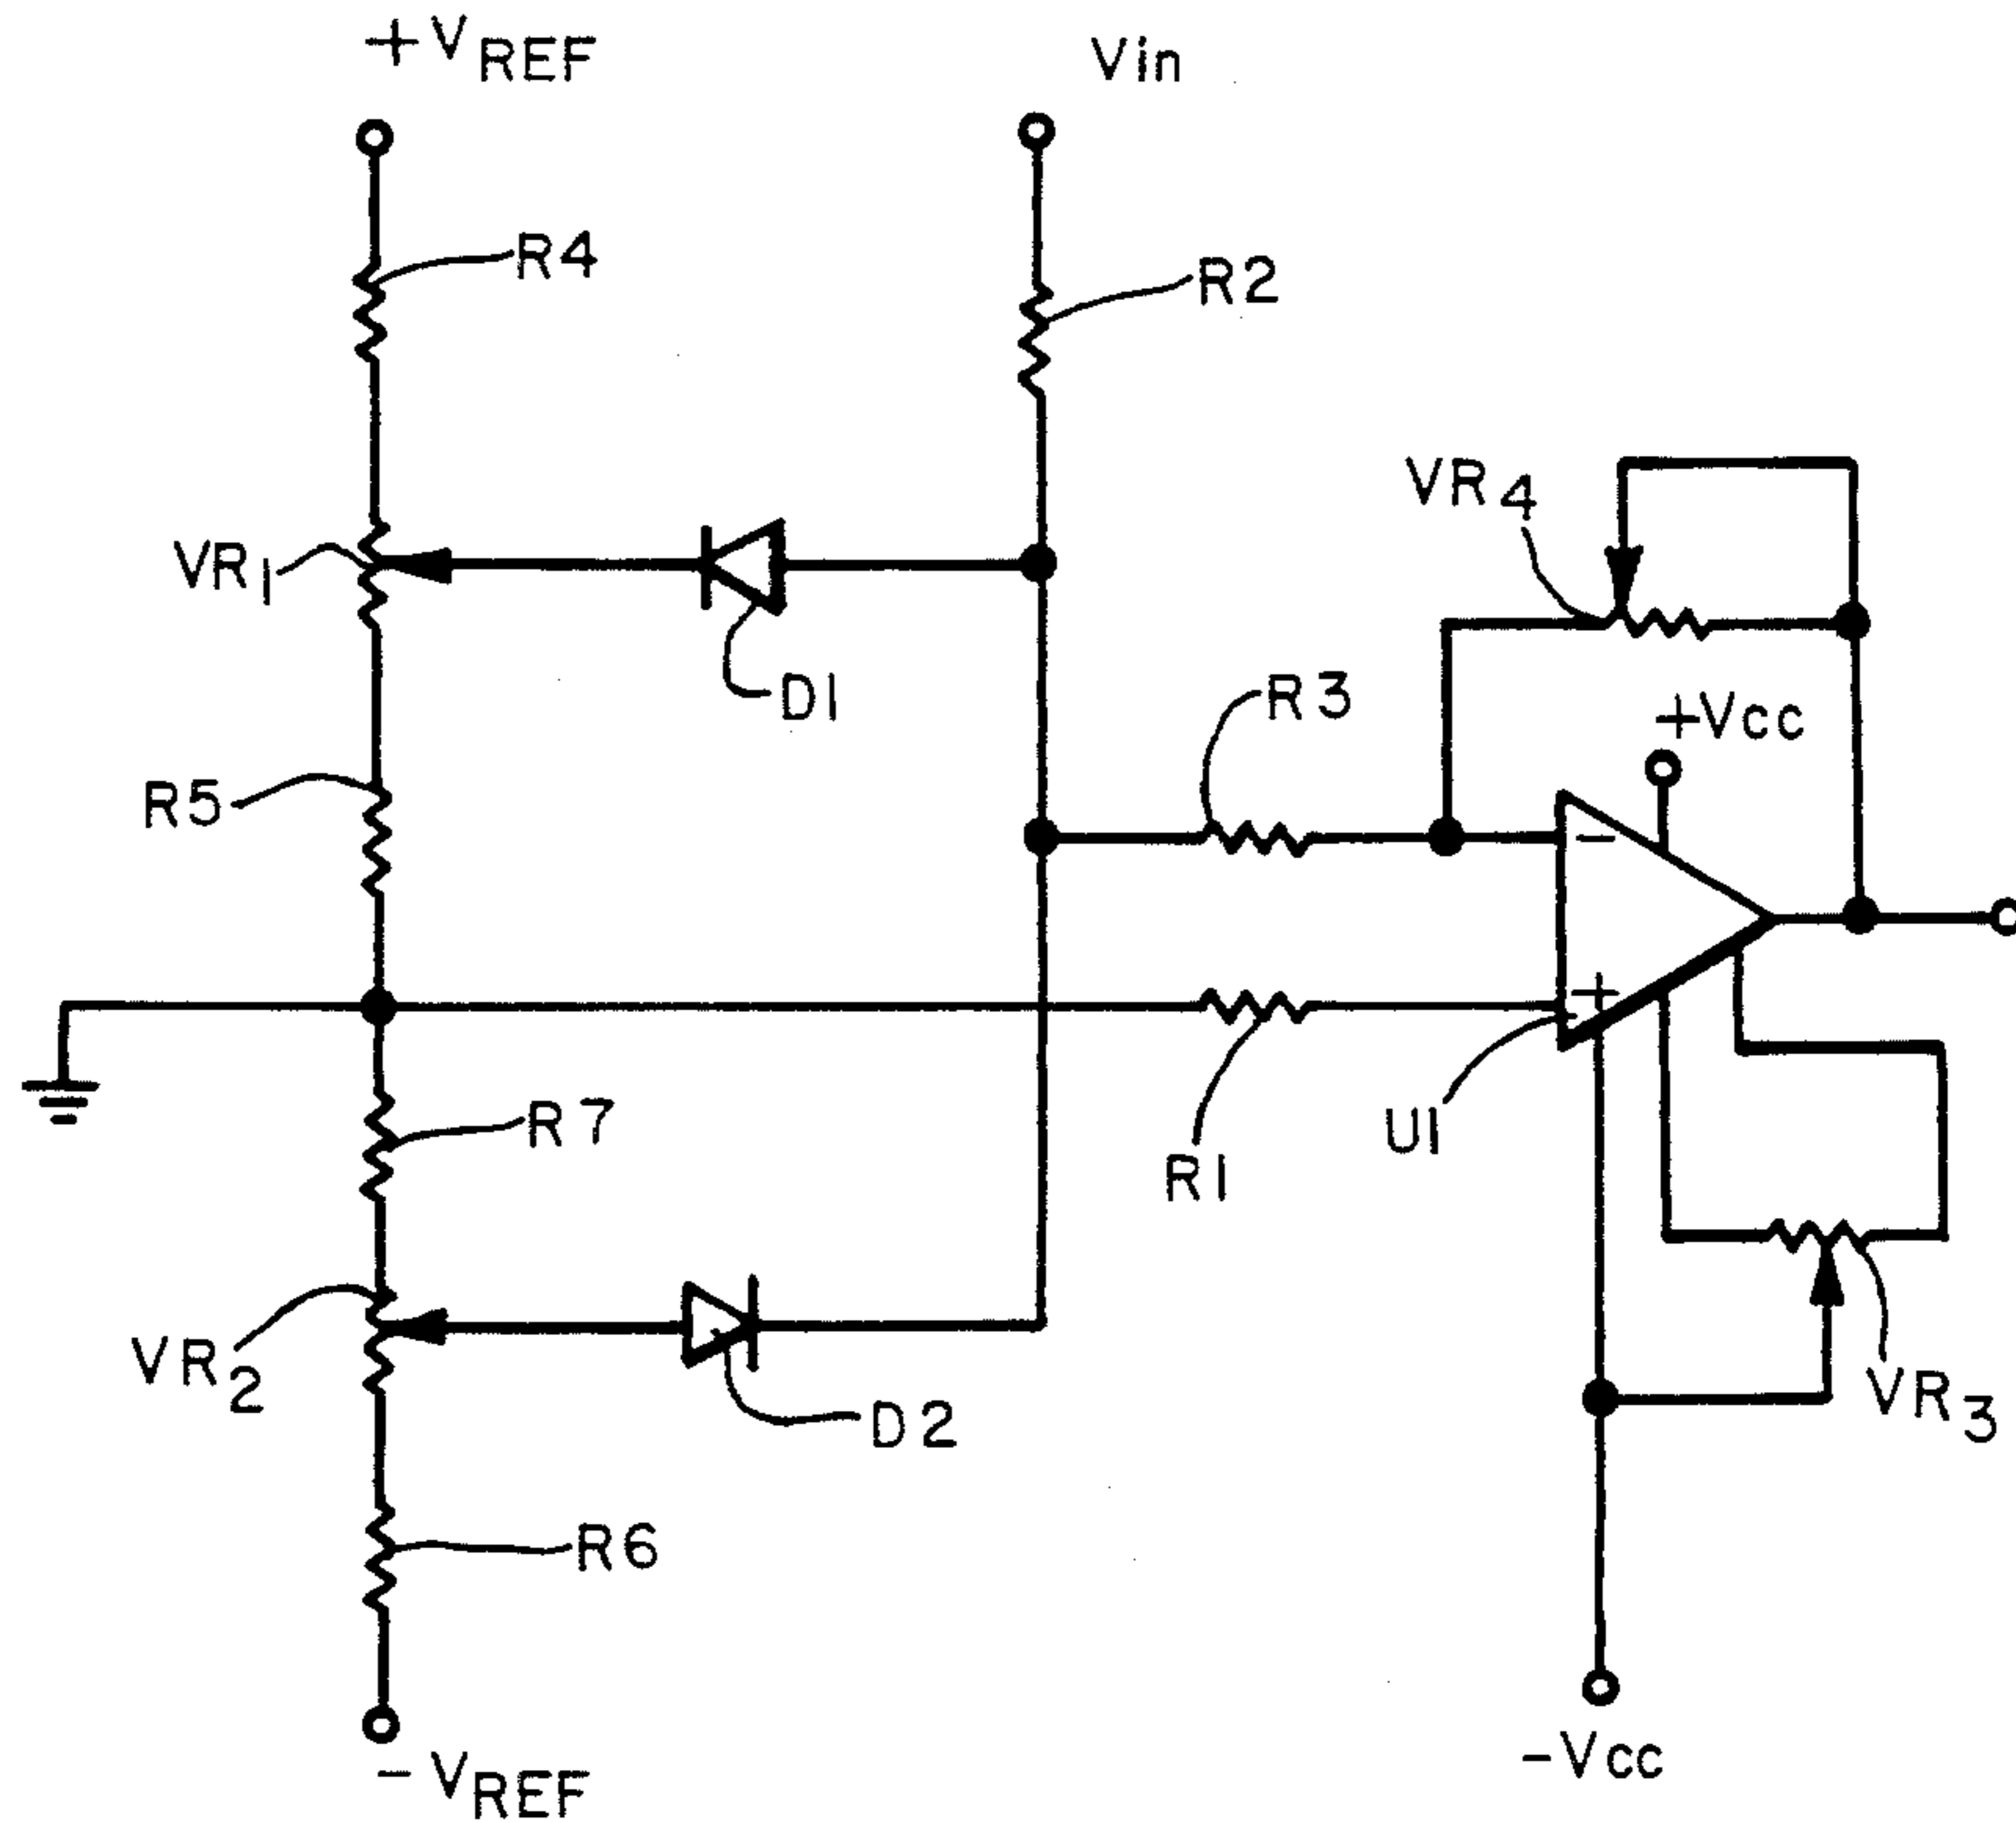 +VREF
Vin
R4
R2
VR4
VR1
D1
R3
+Vcc
R5
−
+
R7
R1
U1
VR2
D2
VR3
R6
−VREF
−Vcc